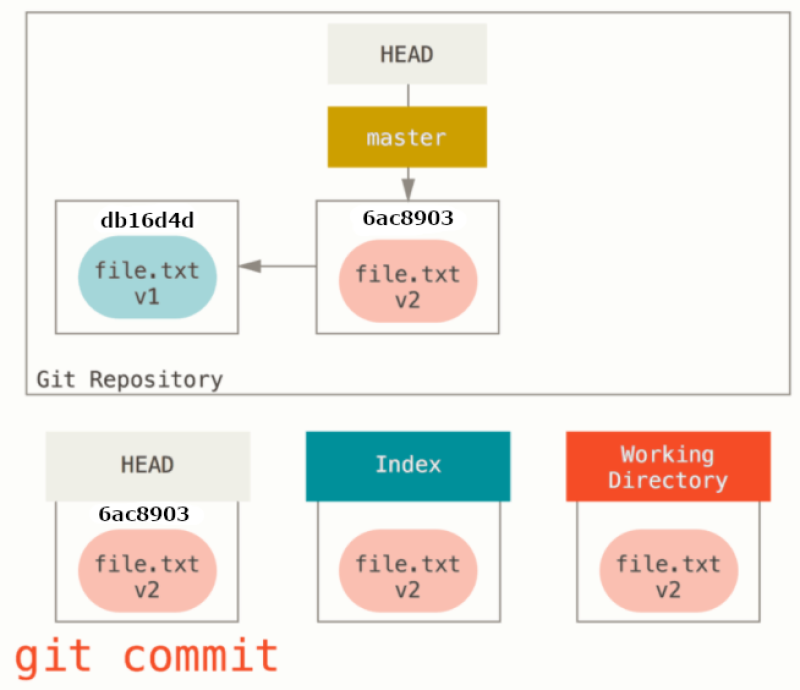 HEAD
master
db16d4d
file.txt
v1
6ac8903
file.txt
v2
Git Repository
HEAD
6ac8903
file.txt
v2
Index
file.txt
v2
Working
Directory
file.txt
v2
git commit